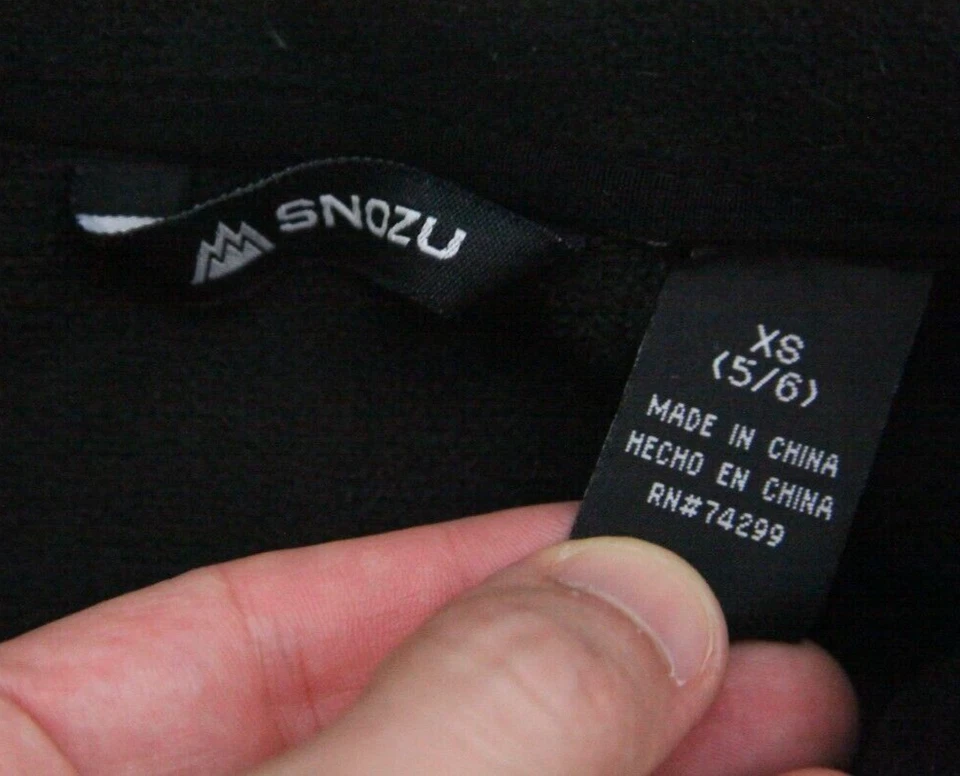 SNOZU
XS
(5/6)
MADE IN CHINA
HECHO EN CHINA
RN#74299